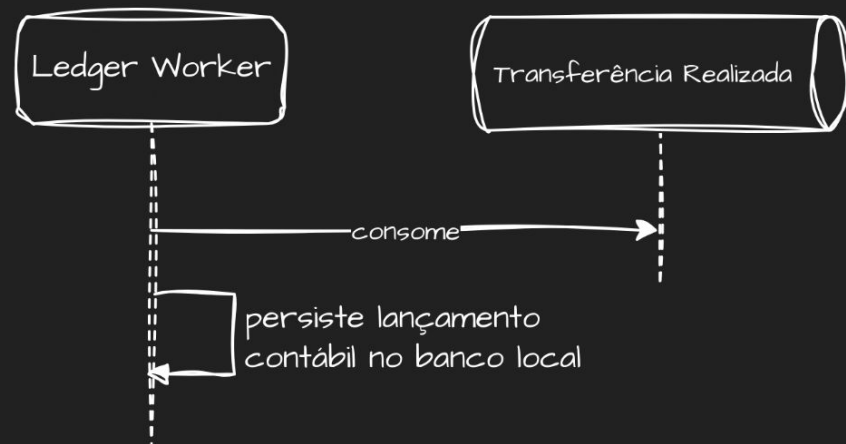 Ledger Worker
Transferência Realizada
consome
persiste lançamento
contábil no banco local